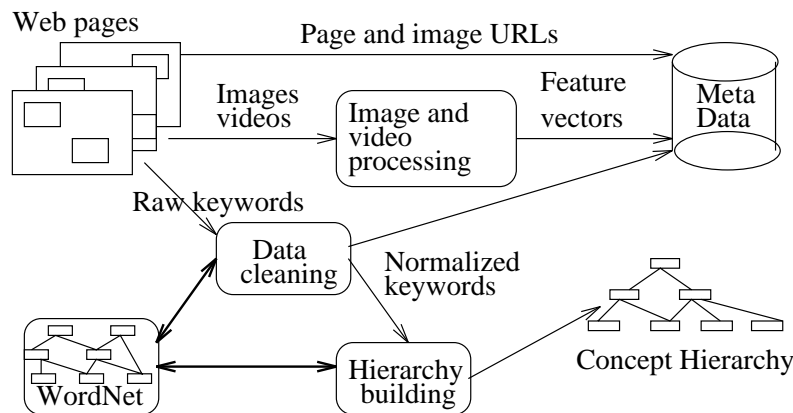 Web pages
Page and image URLs
Images
videos
Image and
video
processing
Feature
vectors
Meta
Data
Raw keywords
Data
cleaning
Normalized
keywords
WordNet
Hierarchy
building
Concept Hierarchy